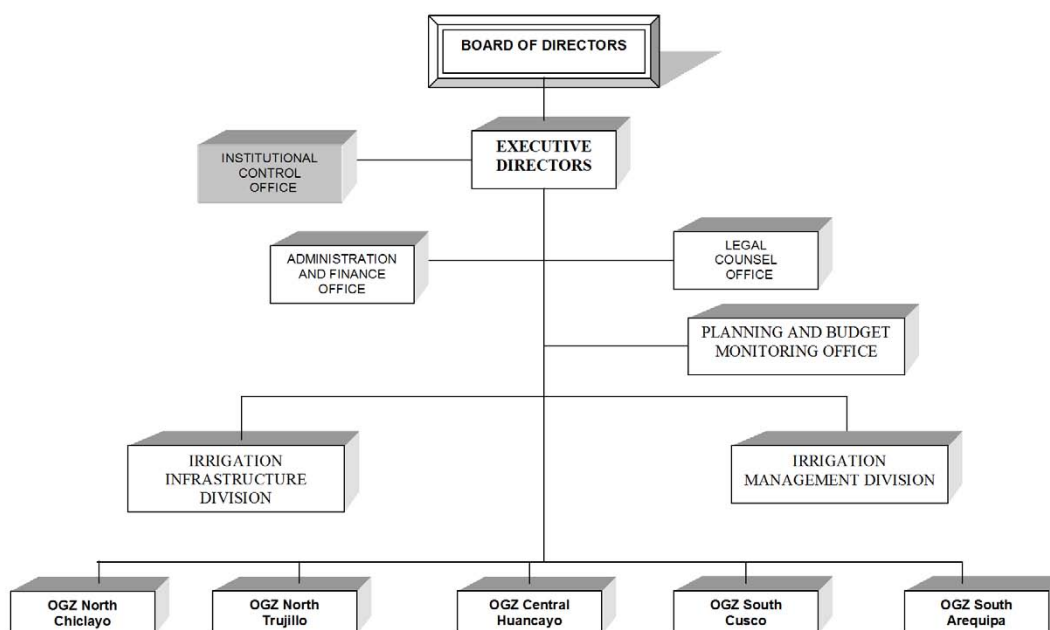 BOARD OF DIRECTORS
EXECUTIVE
DIRECTORS
INSTITUTIONAL
CONTROL
OFFICE
ADMINISTRATION
AND FINANCE
OFFICE
LEGAL
COUNSEL
OFFICE
PLANNING AND BUDGET
MONITORING OFFICE
IRRIGATION
INFRASTRUCTURE
DIVISION
IRRIGATION
MANAGEMENT DIVISION
OGZ North
Chiclayo
OGZ North
Trujillo
OGZ Central
Huancayo
OGZ South
Cusco
OGZ South
Arequipa